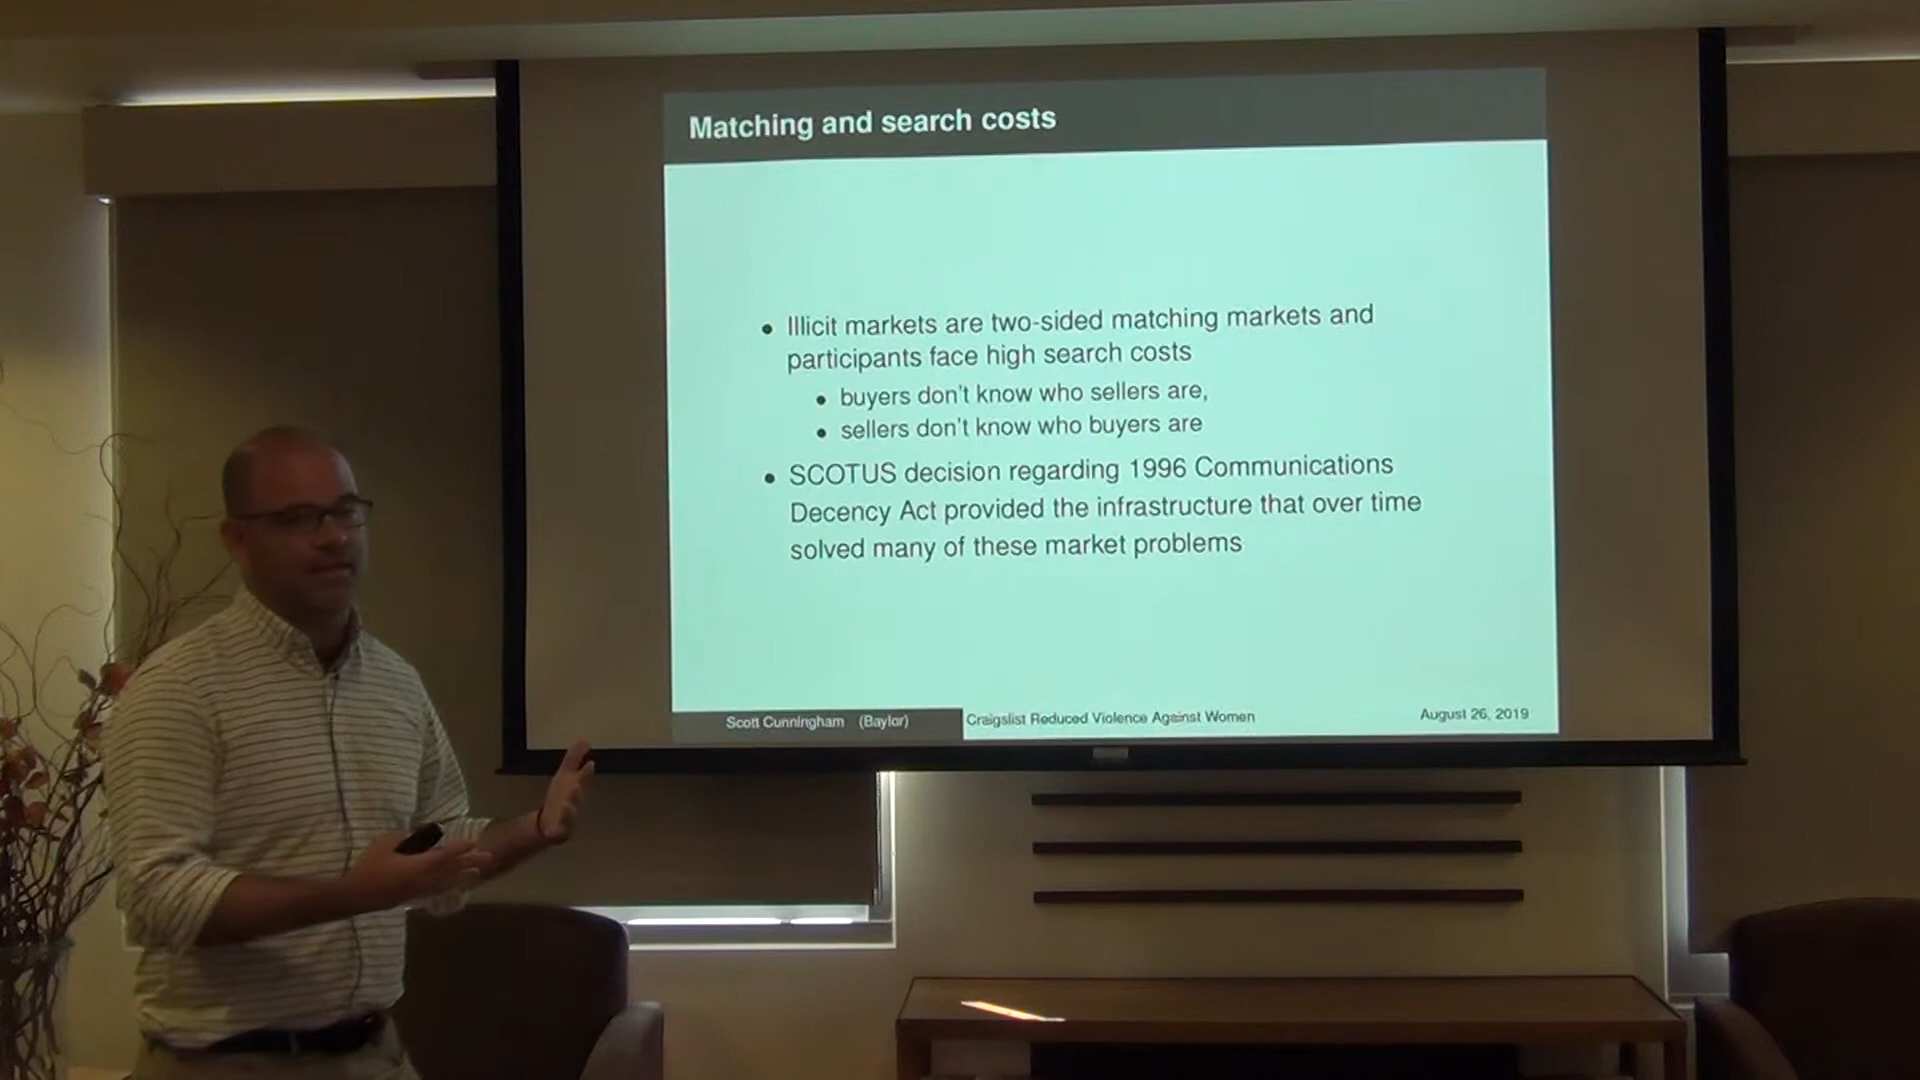 Matching and search costs
• Illicit markets are two-sided matching markets and
participants face high search costs
• buyers don't know who sellers are,
• sellers don't know who buyers are
• SCOTUS decision regarding 1996 Communications
Decency Act provided the infrastructure that over time
solved many of these market problems
Scott Cunningham (Baylor) Craigslist Reduced Violence Against Women August 26, 2019